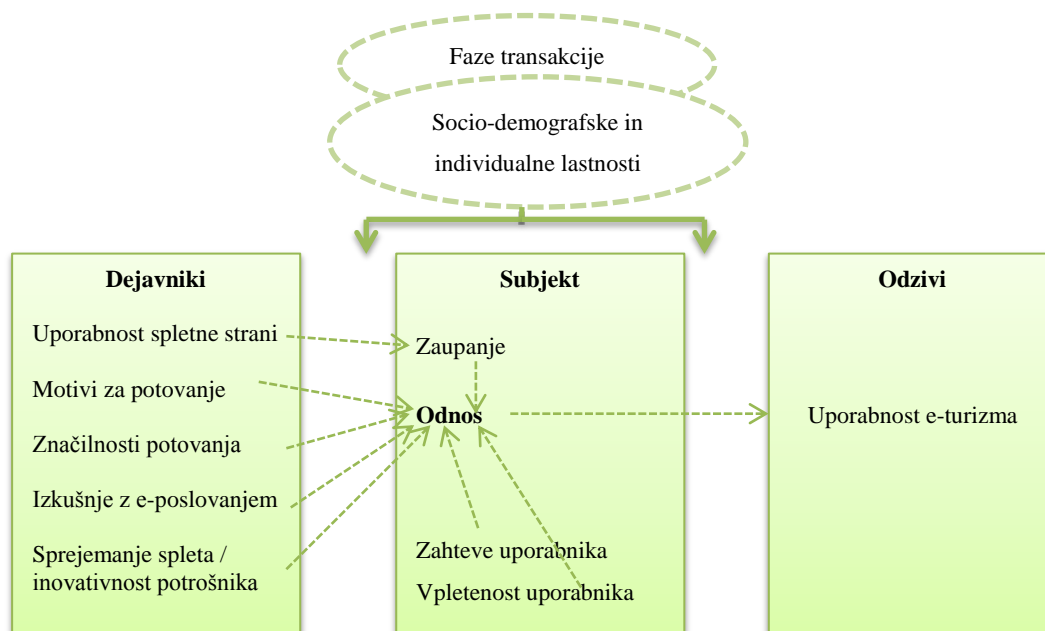 Faze transakcije
Socio-demografske in
individualne lastnosti
Dejavniki
Uporabnost spletne strani
Motivi za potovanje
Značilnosti potovanja
Izkušnje z e-poslovanjem
Sprejemanje spleta /
inovativnost potrošnika
Subjekt
Zaupanje
Odnos
Zahteve uporabnika
Vpletenost uporabnika
Odzivi
Uporabnost e-turizma